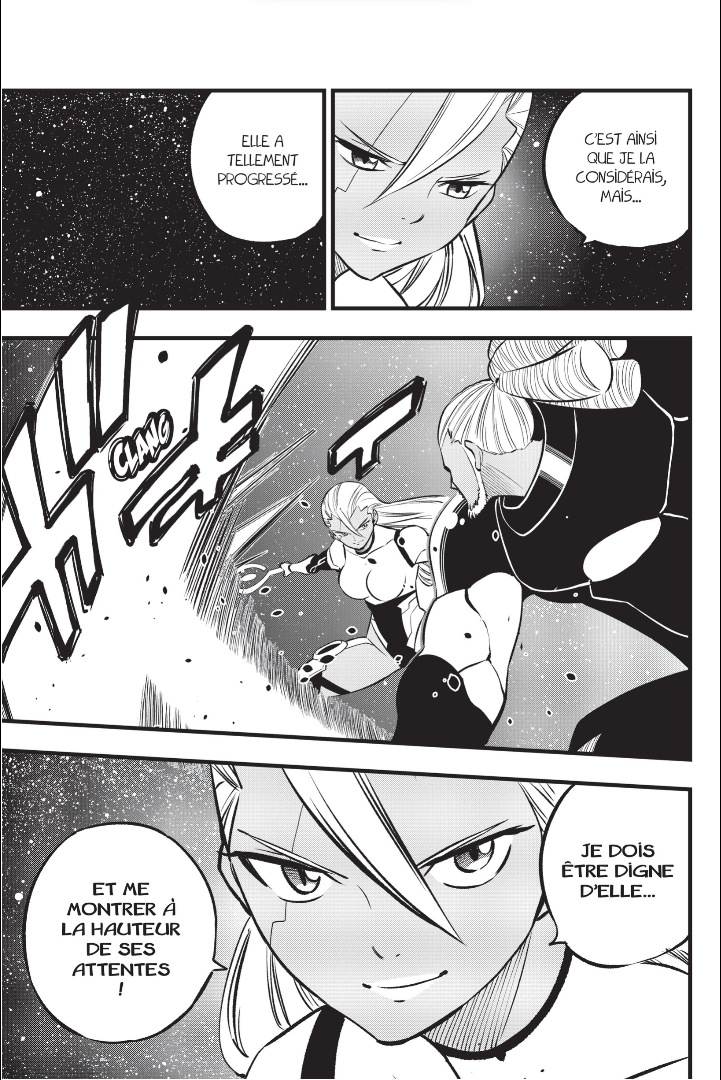 C'EST AINSI
QUE JE LA
CONSIDÉRAIS,
MAIS...
ELLE A
TELLEMENT
PROGRESSÉ...
CLANG
JE DOIS
ÊTRE DIGNE
D'ELLE...
ET ME
MONTRER À
LA HAUTEUR
DE SES
ATTENTES
!